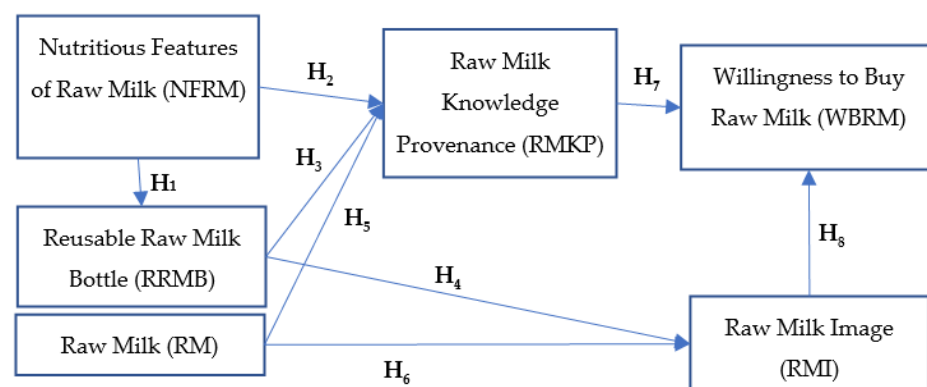 Nutritious Features
of Raw Milk (NFRM)
H₂
Raw Milk
Knowledge
Provenance (RMKP)
H₇
Willingness to Buy
Raw Milk (WBRM)
H₁
H₃
H₅
Reusable Raw Milk
Bottle (RRMB)
H₄
H₈
Raw Milk (RM)
H₆
Raw Milk Image
(RMI)